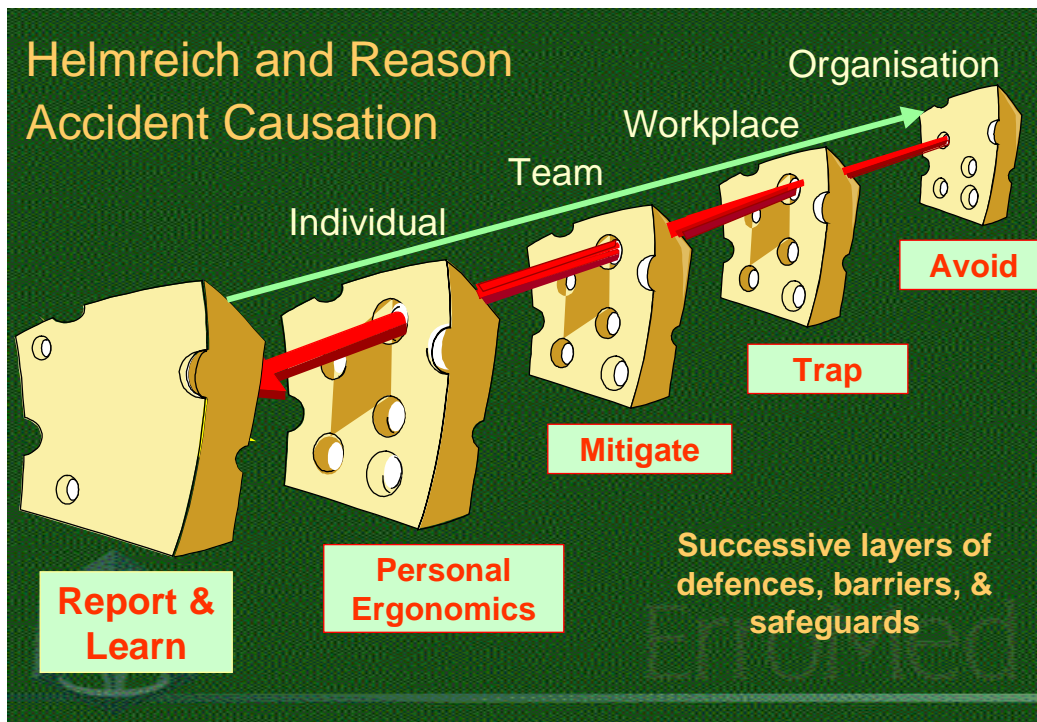 Helmreich and Reason
Accident Causation
Organisation
Workplace
Team
Individual
Avoid
Trap
Mitigate
Personal
Ergonomics
Report &
Learn
Successive layers of
defences, barriers, &
safeguards
ErroMed